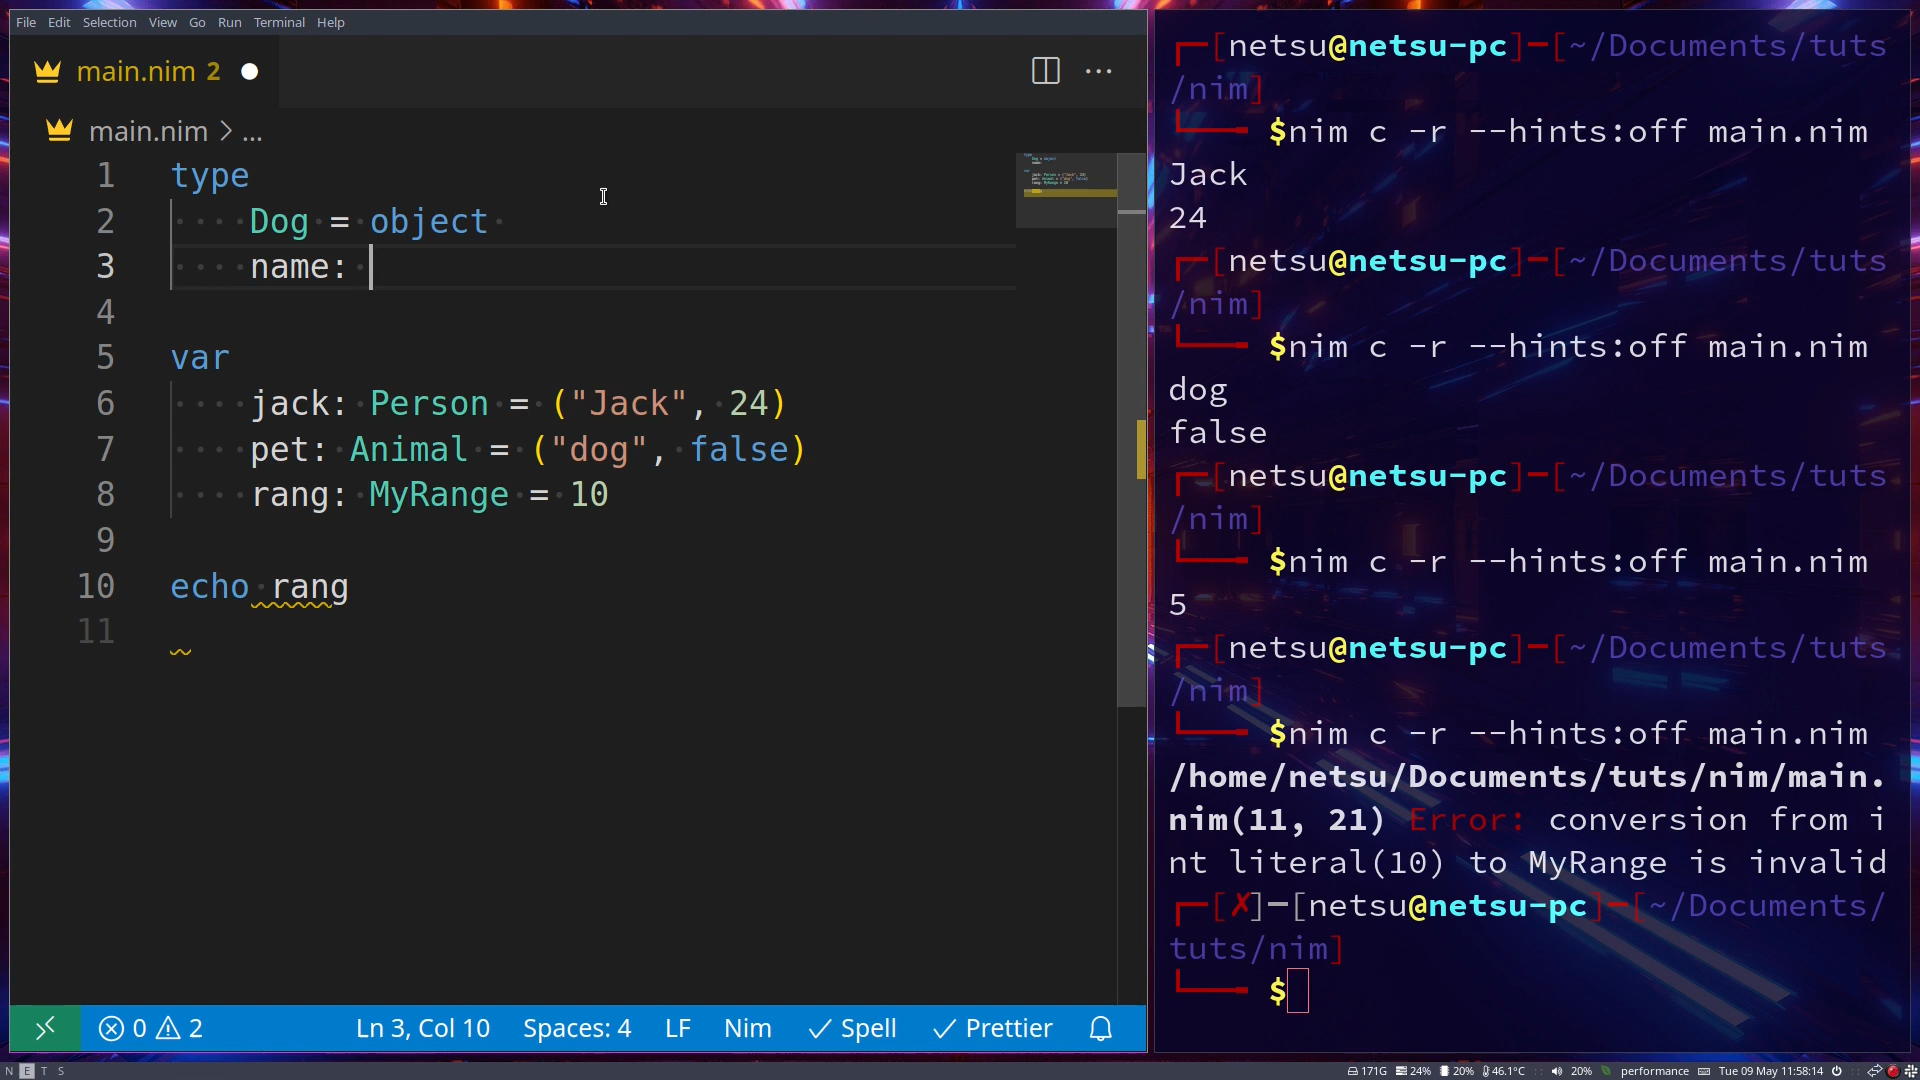 File Edit Selection View Go Run Terminal Help
main.nim 2
main.nim > ...
1 type
2 Dog = object
3 name:
4
5 var
6 jack: Person = ("Jack", 24)
7 pet: Animal = ("dog", false)
8 rang: MyRange = 10
9
10 echo rang
11
0 2 Ln 3, Col 10 Spaces: 4 LF Nim Spell Prettier
[netsu@netsu-pc]-[~/Documents/tuts
/nim]
$nim c -r --hints:off main.nim
Jack
24
[netsu@netsu-pc]-[~/Documents/tuts
/nim]
$nim c -r --hints:off main.nim
dog
false
[netsu@netsu-pc]-[~/Documents/tuts
/nim]
$nim c -r --hints:off main.nim
5
[netsu@netsu-pc]-[~/Documents/tuts
/nim]
$nim c -r --hints:off main.nim
/home/netsu/Documents/tuts/nim/main.
nim(11, 21) Error: conversion from i
nt literal(10) to MyRange is invalid
[✗]-[netsu@netsu-pc]-[~/Documents/
tuts/nim]
$
N E T S 171G 24% 20% 46.1°C 20% performance Tue 09 May 11:58:14